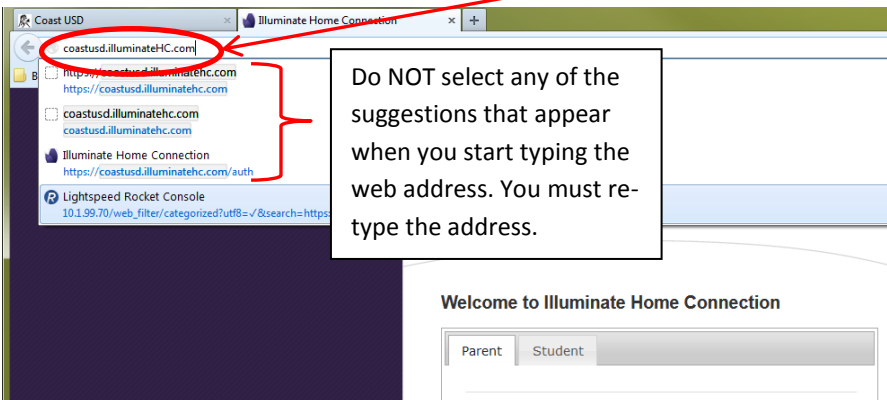 Coast USD
Illuminate Home Connection
coastusd.illuminateHC.com
B
https://coastusd.illuminatehc.com
https://coastusd.illuminatehc.com
coastusd.illuminatehc.com
coastusd.illuminatehc.com
Illuminate Home Connection
https://coastusd.illuminatehc.com/auth
Lightspeed Rocket Console
10.1.99.70/web_filter/categorized?utf8=✓&search=https:
Do NOT select any of the
suggestions that appear
when you start typing the
web address. You must re-
type the address.
Welcome to Illuminate Home Connection
Parent Student